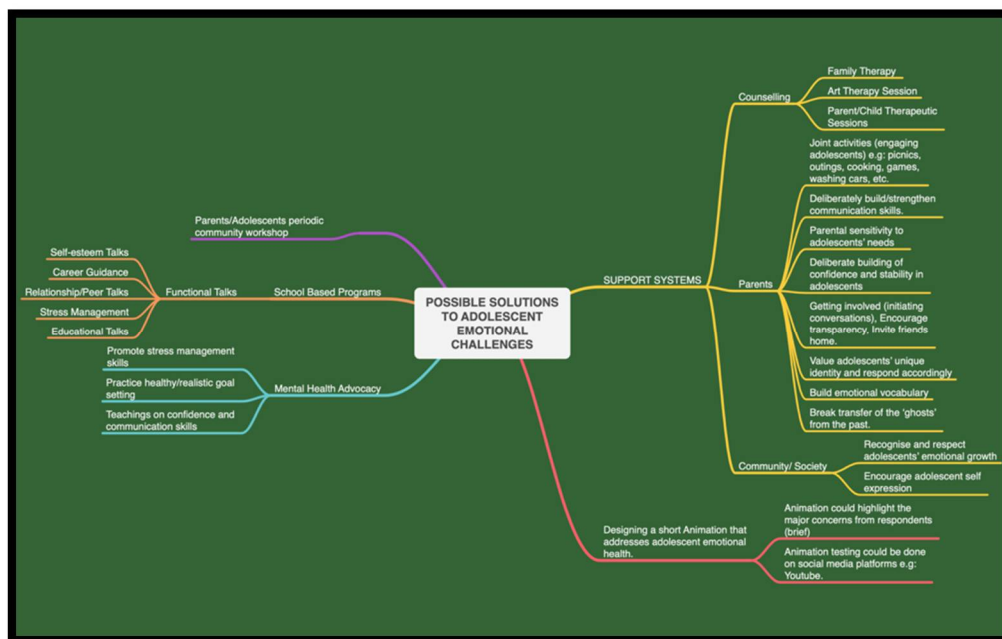 POSSIBLE SOLUTIONS
TO ADOLESCENT
EMOTIONAL
CHALLENGES
Parents/Adolescents periodic
community workshop
School Based Programs
Functional Talks
Self-esteem Talks
Career Guidance
Relationship/Peer Talks
Stress Management
Educational Talks
Mental Health Advocacy
Promote stress management
skills
Practice healthy/realistic goal
setting
Teachings on confidence and
communication skills
SUPPORT SYSTEMS
Counselling
Family Therapy
Art Therapy Session
Parent/Child Therapeutic
Sessions
Parents
Joint activities (engaging
adolescents) e.g: picnics,
outings, cooking, games,
washing cars, etc.
Deliberately build/strengthen
communication skills.
Parental sensitivity to
adolescents' needs
Deliberate building of
confidence and stability in
adolescents
Getting involved (initiating
conversations), Encourage
transparency, Invite friends
home.
Value adolescents' unique
identity and respond accordingly
Build emotional vocabulary
Break transfer of the 'ghosts'
from the past.
Community/ Society
Recognise and respect
adolescents' emotional growth
Encourage adolescent self
expression
Designing a short Animation that
addresses adolescent emotional
health.
Animation could highlight the
major concerns from respondents
(brief)
Animation testing could be done
on social media platforms e.g:
Youtube.